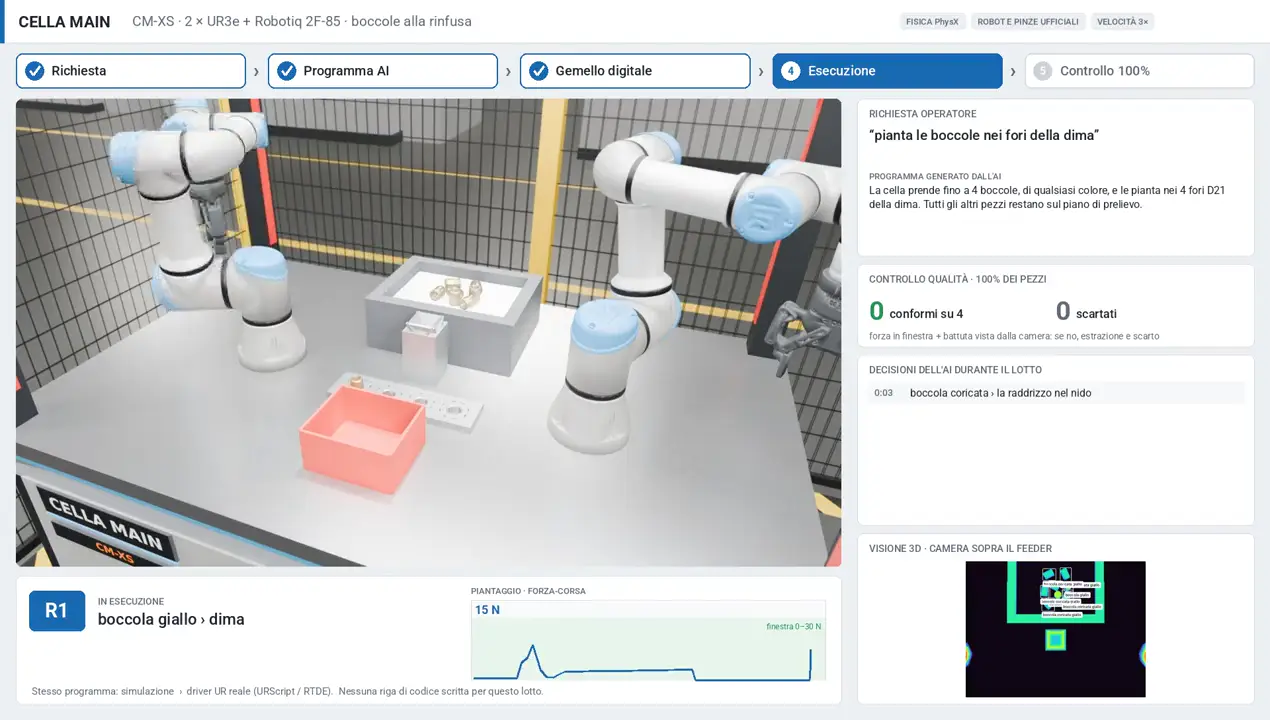 CELLA MAIN
CM-XS · 2 × UR3e + Robotiq 2F-85 · boccole alla rinfusa
FISICA PhysX
ROBOT E PINZE UFFICIALI
VELOCITÀ 3×
Richiesta
›
Programma AI
›
Gemello digitale
›
4 Esecuzione
›
5 Controllo 100%
CELLA MAIN
CM-XS
RICHIESTA OPERATORE
“pianta le boccole nei fori della dima”
PROGRAMMA GENERATO DALL'AI
La cella prende fino a 4 boccole, di qualsiasi colore, e le pianta nei 4 fori D21
della dima. Tutti gli altri pezzi restano sul piano di prelievo.
CONTROLLO QUALITÀ · 100% DEI PEZZI
0 conformi su 4
0 scartati
forza in finestra + battuta vista dalla camera: se no, estrazione e scarto
DECISIONI DELL'AI DURANTE IL LOTTO
0:03 boccola coricata › la raddrizzo nel nido
VISIONE 3D · CAMERA SOPRA IL FEEDER
R1
IN ESECUZIONE
boccola giallo › dima
PIANTAGGIO · FORZA-CORSA
15 N
finestra 0–30 N
Stesso programma: simulazione › driver UR reale (URScript / RTDE). Nessuna riga di codice scritta per questo lotto.